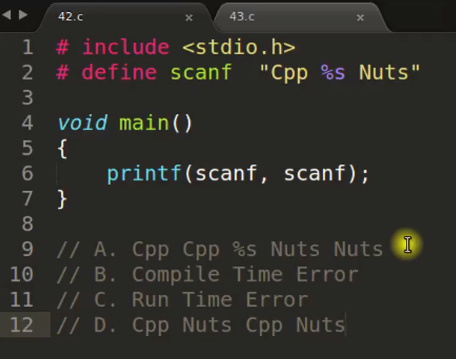 42.c × 43.c ×
1 # include <stdio.h>
2 # define scanf "Cpp %s Nuts"
3
4 void main()
5 {
6 printf(scanf, scanf);
7 }
8
9 // A. Cpp Cpp %s Nuts Nuts
10 // B. Compile Time Error
11 // C. Run Time Error
12 // D. Cpp Nuts Cpp Nuts